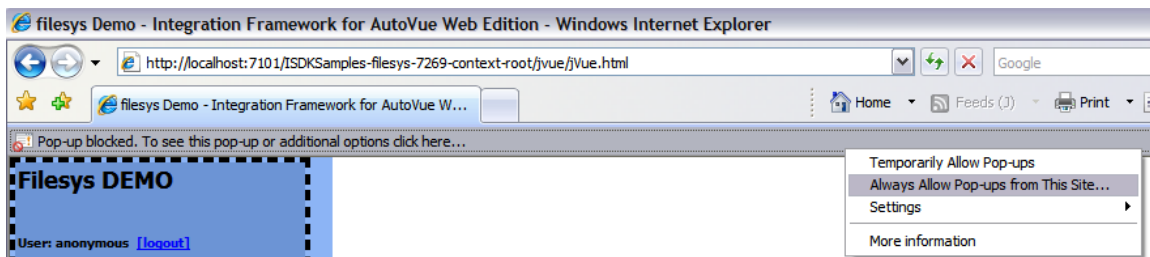 filesys Demo - Integration Framework for AutoVue Web Edition - Windows Internet Explorer
http://localhost:7101/ISDKSamples-filesys-7269-context-root/jvue/jVue.html
Google
filesys Demo - Integration Framework for AutoVue W...
Home
Feeds (J)
Print
Pop-up blocked. To see this pop-up or additional options click here...
Temporarily Allow Pop-ups
Always Allow Pop-ups from This Site...
Settings
More information
Filesys DEMO
User: anonymous [logout]